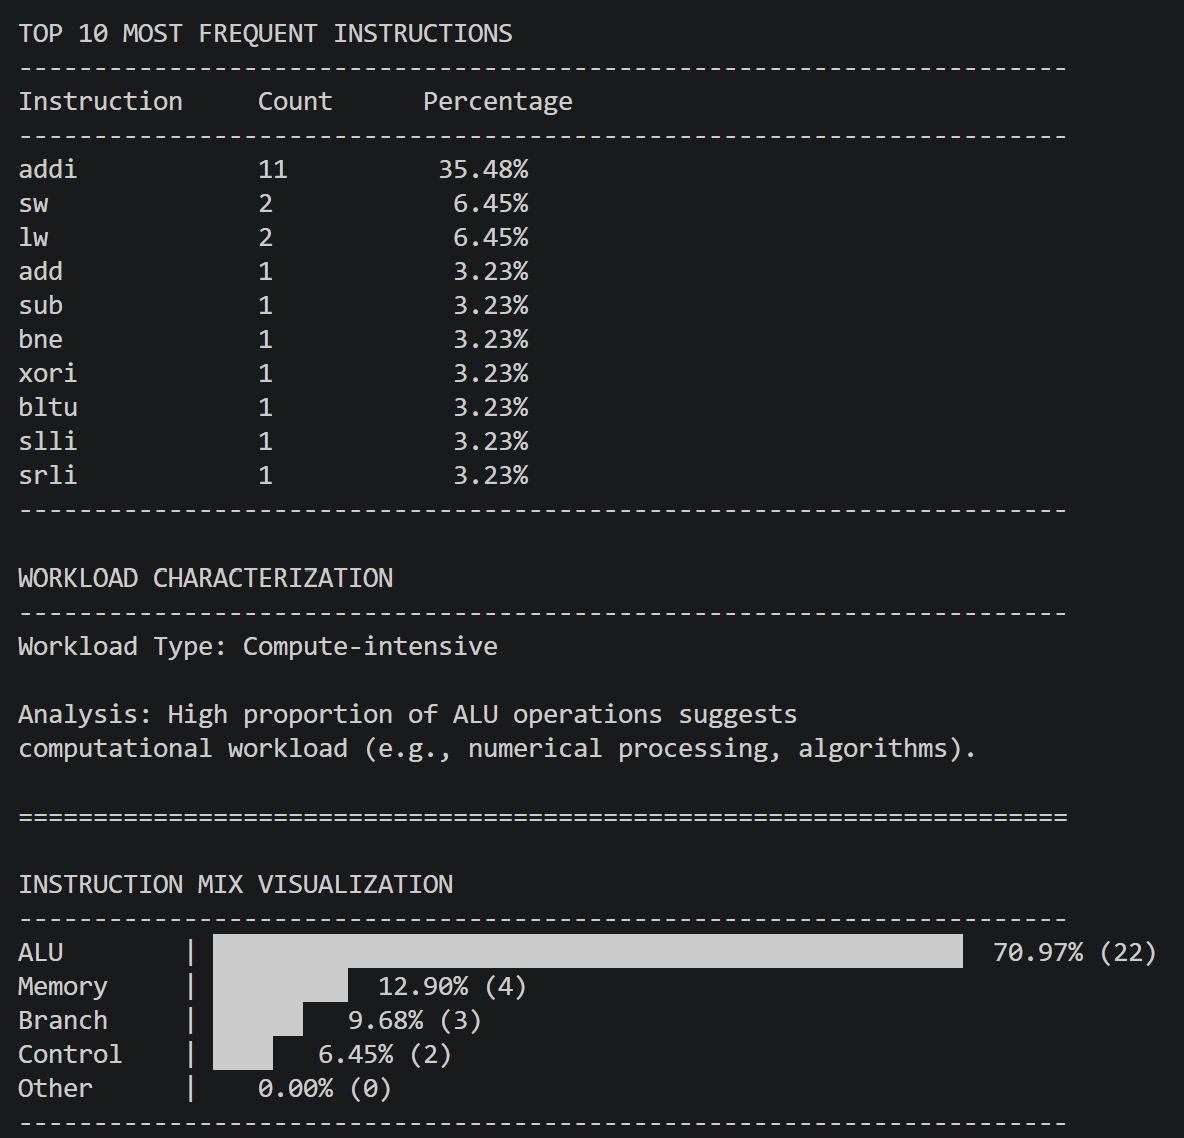 TOP 10 MOST FREQUENT INSTRUCTIONS
----------------------------------------------------------------------
Instruction     Count      Percentage
----------------------------------------------------------------------
addi            11          35.48%
sw              2            6.45%
lw              2            6.45%
add             1            3.23%
sub             1            3.23%
bne             1            3.23%
xori            1            3.23%
bltu            1            3.23%
slli            1            3.23%
srli            1            3.23%
----------------------------------------------------------------------
WORKLOAD CHARACTERIZATION
----------------------------------------------------------------------
Workload Type: Compute-intensive
Analysis: High proportion of ALU operations suggests
computational workload (e.g., numerical processing, algorithms).
======================================================================
INSTRUCTION MIX VISUALIZATION
----------------------------------------------------------------------
ALU        | 70.97% (22)
Memory     | 12.90% (4)
Branch     | 9.68% (3)
Control    | 6.45% (2)
Other      | 0.00% (0)
----------------------------------------------------------------------